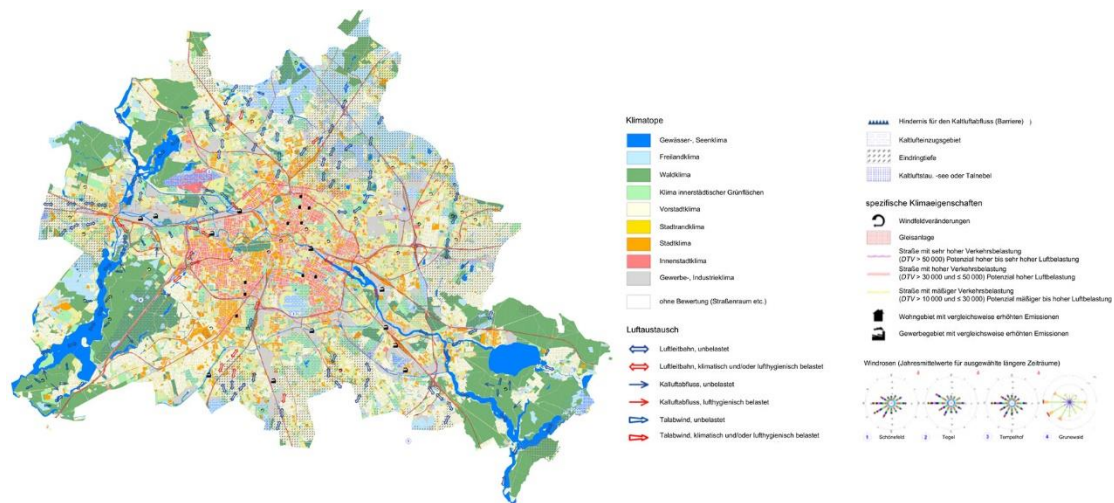 Klimatope
Gewässer-, Seenklima
Freilandklima
Waldklima
Klima innerstädtischer Grünflächen
Vorstadtklima
Stadtrandklima
Stadtklima
Innenstadtklima
Gewerbe-, Industrieklima
ohne Bewertung (Straßenraum etc.)
Luftaustausch
Luftleitbahn, unbelastet
Luftleitbahn, klimatisch und/oder lufthygienisch belastet
Kaltluftabfluss, unbelastet
Kaltluftabfluss, lufthygienisch belastet
Talabwind, unbelastet
Talabwind, klimatisch und/oder lufthygienisch belastet
Hindernis für den Kaltluftabfluss (Barriere) )
Kaltlufteinzugsgebiet
Eindringtiefe
Kaltluftstau, -see oder Talnebel
spezifische Klimaeigenschaften
Windfeldveränderungen
Gleisanlage
Straße mit sehr hoher Verkehrsbelastung
(DTV > 50 000) Potenzial hoher bis sehr hoher Luftbelastung
Straße mit hoher Verkehrsbelastung
(DTV > 30 000 und ≤ 50 000) Potenzial hoher Luftbelastung
Straße mit mäßiger Verkehrsbelastung
(DTV > 10 000 und ≤ 30 000) Potenzial mäßiger bis hoher Luftbelastung
Wohngebiet mit vergleichsweise erhöhten Emissionen
Gewerbegebiet mit vergleichsweise erhöhten Emissionen
Windrosen (Jahresmittelwerte für ausgewählte längere Zeiträume)
1 Schönefeld
2 Tegel
3 Tempelhof
4 Grunewald